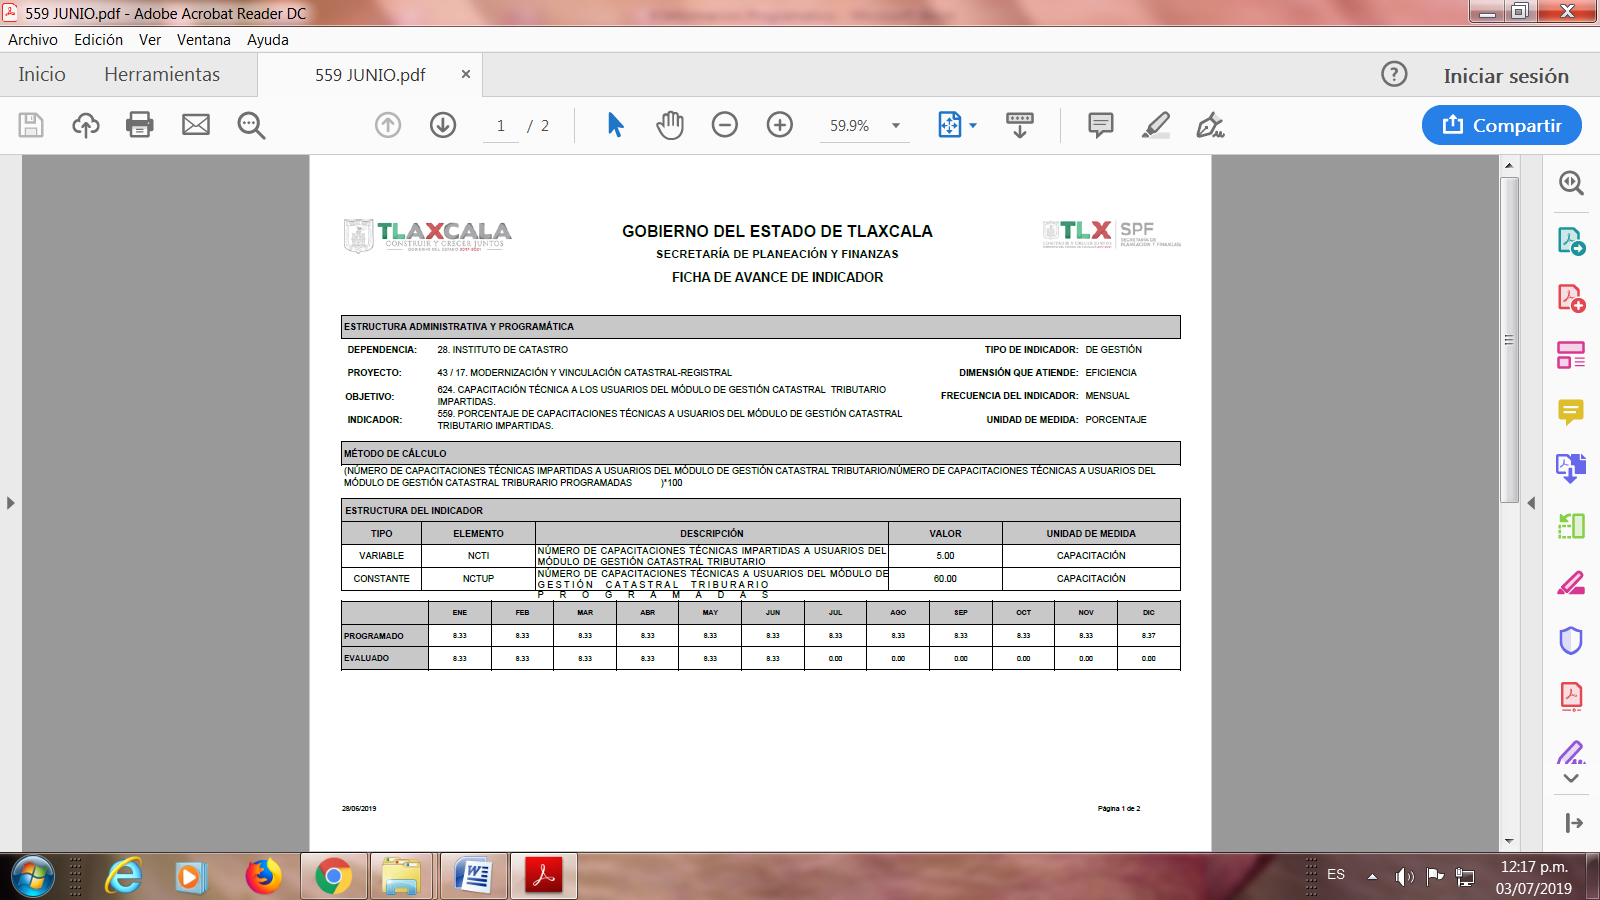 559 JUNIO.pdf - Adobe Acrobat Reader DC
Archivo Edición Ver Ventana Ayuda
Inicio Herramientas 559 JUNIO.pdf × Iniciar sesión
1 / 2 59.9% Compartir
TLAXCALA
CONSTRUIR Y CRECER JUNTOS
GOBIERNO DEL ESTADO 2017-2021
GOBIERNO DEL ESTADO DE TLAXCALA
SECRETARÍA DE PLANEACIÓN Y FINANZAS
FICHA DE AVANCE DE INDICADOR
TLX SPF
CONSTRUIR Y CRECER JUNTOS
SECRETARÍA DE
PLANEACIÓN Y FINANZAS
ESTRUCTURA ADMINISTRATIVA Y PROGRAMÁTICA
DEPENDENCIA: 28. INSTITUTO DE CATASTRO TIPO DE INDICADOR: DE GESTIÓN
PROYECTO: 43 / 17. MODERNIZACIÓN Y VINCULACIÓN CATASTRAL-REGISTRAL DIMENSIÓN QUE ATIENDE: EFICIENCIA
OBJETIVO: 624. CAPACITACIÓN TÉCNICA A LOS USUARIOS DEL MÓDULO DE GESTIÓN CATASTRAL TRIBUTARIO
IMPARTIDAS.
FRECUENCIA DEL INDICADOR: MENSUAL
INDICADOR: 559. PORCENTAJE DE CAPACITACIONES TÉCNICAS A USUARIOS DEL MÓDULO DE GESTIÓN CATASTRAL
TRIBUTARIO IMPARTIDAS.
UNIDAD DE MEDIDA: PORCENTAJE
MÉTODO DE CÁLCULO
(NÚMERO DE CAPACITACIONES TÉCNICAS IMPARTIDAS A USUARIOS DEL MÓDULO DE GESTIÓN CATASTRAL TRIBUTARIO/NÚMERO DE CAPACITACIONES TÉCNICAS A USUARIOS DEL
MÓDULO DE GESTIÓN CATASTRAL TRIBURARIO PROGRAMADAS )*100
ESTRUCTURA DEL INDICADOR
TIPO ELEMENTO DESCRIPCIÓN VALOR UNIDAD DE MEDIDA
VARIABLE NCTI NÚMERO DE CAPACITACIONES TÉCNICAS IMPARTIDAS A USUARIOS DEL
MÓDULO DE GESTIÓN CATASTRAL TRIBUTARIO
5.00 CAPACITACIÓN
CONSTANTE NCTUP NÚMERO DE CAPACITACIONES TÉCNICAS A USUARIOS DEL MÓDULO DE
GESTIÓN CATASTRAL TRIBURARIO
PROGRAMADAS
60.00 CAPACITACIÓN
ENE FEB MAR ABR MAY JUN JUL AGO SEP OCT NOV DIC
PROGRAMADO 8.33 8.33 8.33 8.33 8.33 8.33 8.33 8.33 8.33 8.33 8.33 8.37
EVALUADO 8.33 8.33 8.33 8.33 8.33 8.33 0.00 0.00 0.00 0.00 0.00 0.00
28/06/2019 Página 1 de 2
ES 12:17 p.m.
03/07/2019